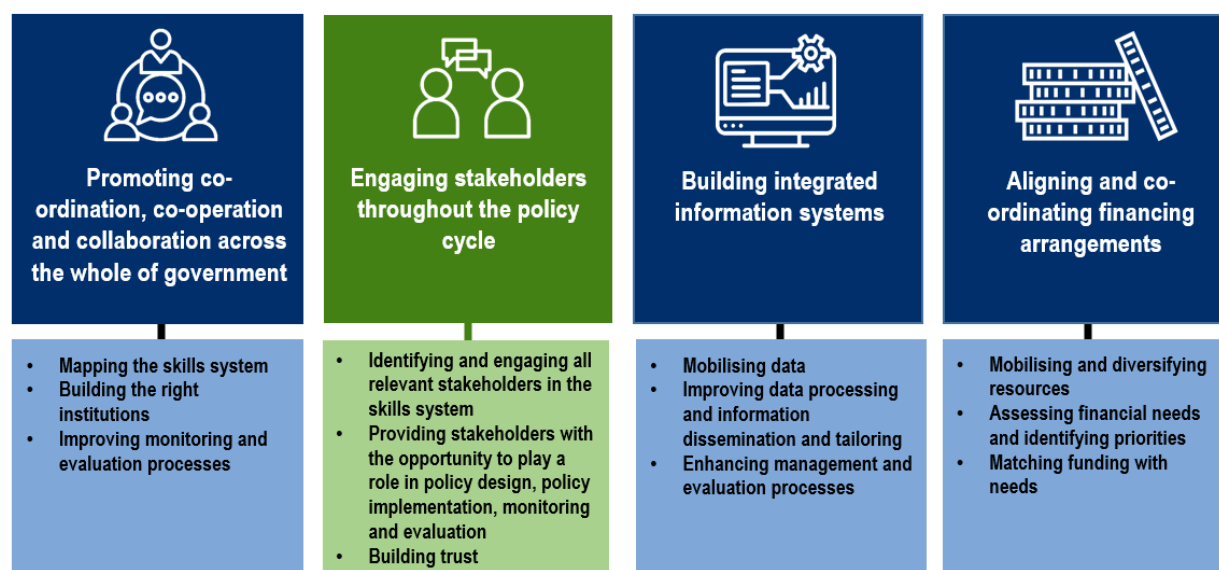 Promoting co-
ordination, co-operation
and collaboration across
the whole of government
Engaging stakeholders
throughout the policy
cycle
Building integrated
information systems
Aligning and co-
ordinating financing
arrangements
• Mapping the skills system
• Building the right
institutions
• Improving monitoring and
evaluation processes
• Identifying and engaging all
relevant stakeholders in the
skills system
• Providing stakeholders with
the opportunity to play a
role in policy design, policy
implementation, monitoring
and evaluation
• Building trust
• Mobilising data
• Improving data processing
and information
dissemination and tailoring
• Enhancing management and
evaluation processes
• Mobilising and diversifying
resources
• Assessing financial needs
and identifying priorities
• Matching funding with
needs